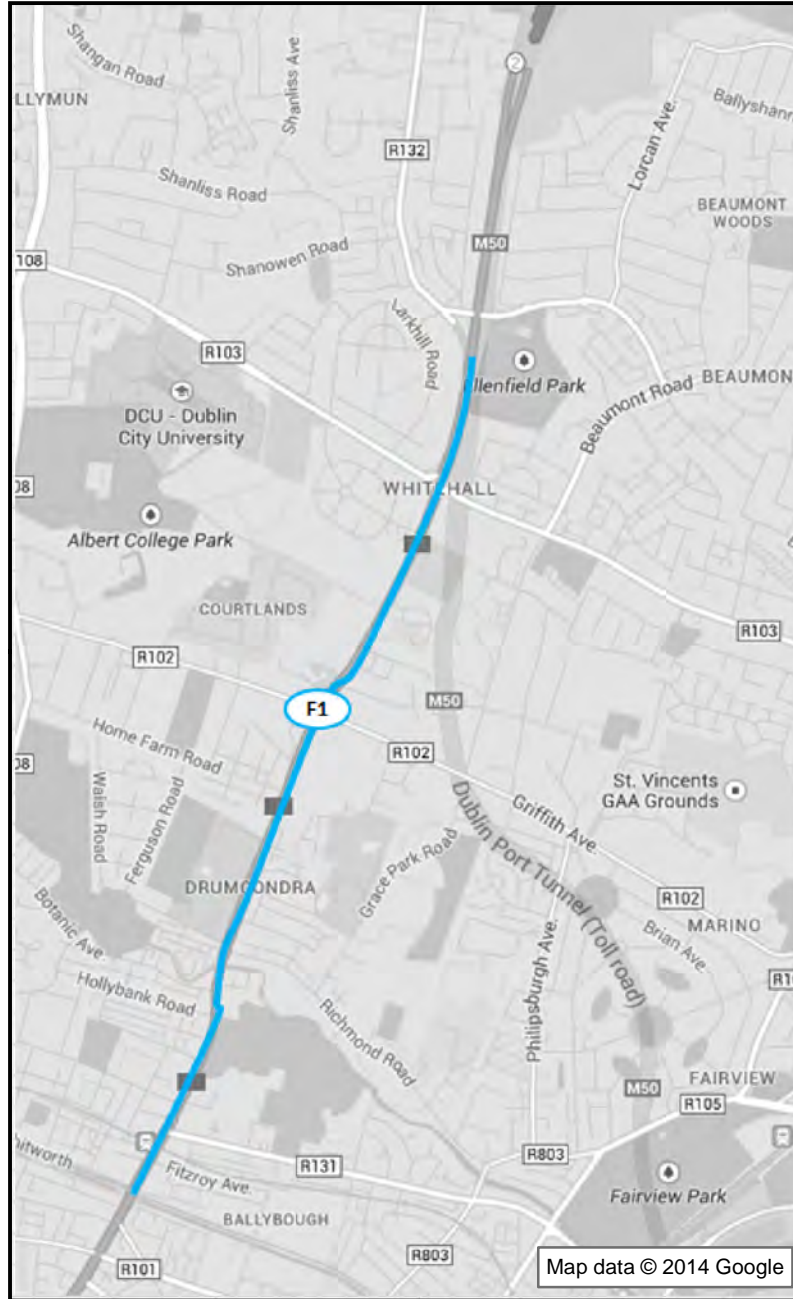 Shangan Road
Shanliss Ave
LLYMUN
2
Lorcan Ave.
Ballyshann
R132
Shanliss Road
BEAUMONT
WOODS
M50
Shanowen Road
108
Larkhill Road
R103
Ellenfield Park
BEAUMON
Beaumont Road
DCU - Dublin
City University
WHITEHALL
08
Albert College Park
COURTLANDS
R103
R102
M50
F1
Home Farm Road
R102
08
St. Vincents
GAA Grounds
Walsh Road
Ferguson Road
Griffith Ave.
Dublin Port Tunnel (Toll road)
Grace Park Road
DRUMCONDRA
R102
MARINO
Botanic Ave
Brian Ave
Hollybank Road
Philipsburgh Ave.
R10
Richmond Road
M50
FAIRVIEW
R105
hitworth
R131
R803
Fitzroy Ave.
Fairview Park
BALLYBOUGH
R803
R101
Map data © 2014 Google